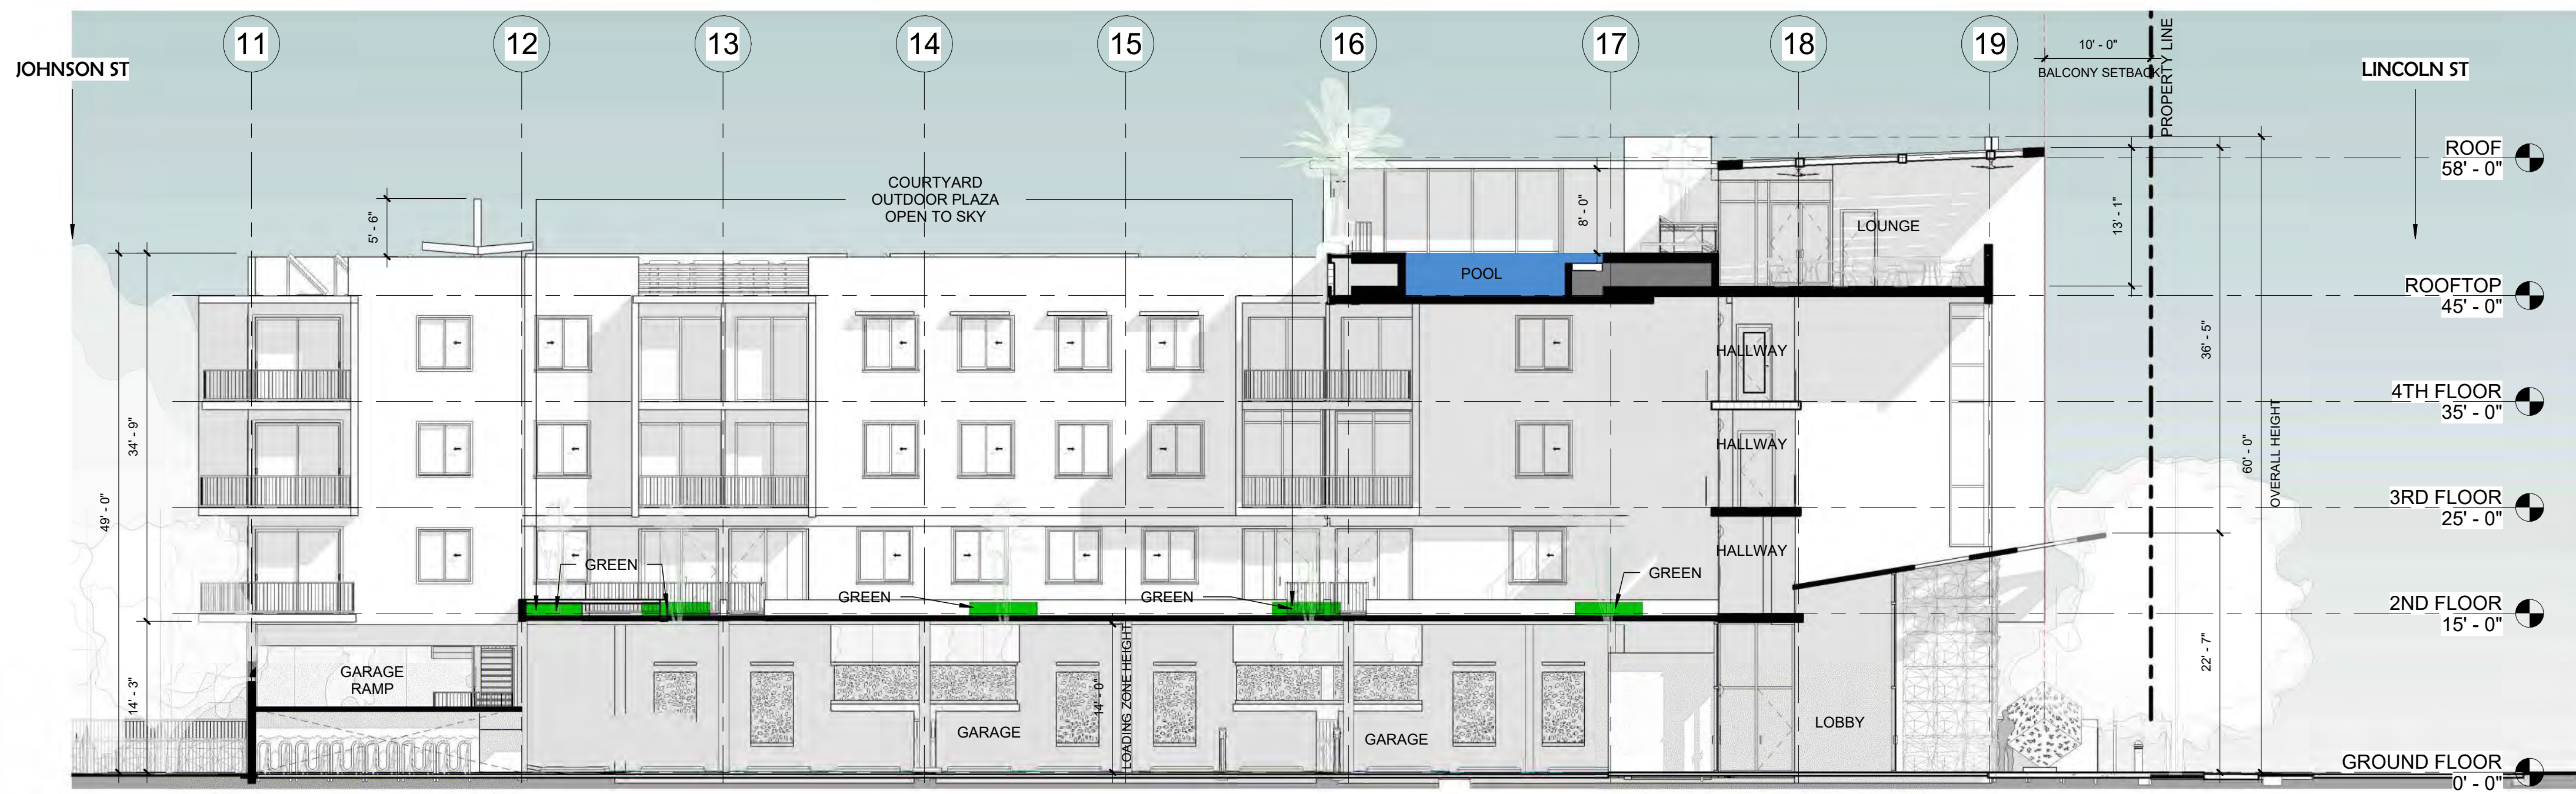 11
12
13
14
15
16
17
18
19
JOHNSON ST
10' - 0"
BALCONY SETBACK
PROPERTY LINE
LINCOLN ST
ROOF
58' - 0"
COURTYARD
OUTDOOR PLAZA
OPEN TO SKY
5' - 6"
8' - 0"
LOUNGE
13' - 1"
POOL
ROOFTOP
45' - 0"
HALLWAY
36' - 5"
4TH FLOOR
35' - 0"
34' - 9"
HALLWAY
60' - 0"
OVERALL HEIGHT
49' - 0"
3RD FLOOR
25' - 0"
HALLWAY
GREEN
GREEN
GREEN
GREEN
2ND FLOOR
15' - 0"
22' - 7"
GARAGE
RAMP
14' - 3"
GARAGE
14' - 0"
LOADING ZONE HEIGHT
GARAGE
LOBBY
GROUND FLOOR
0' - 0"